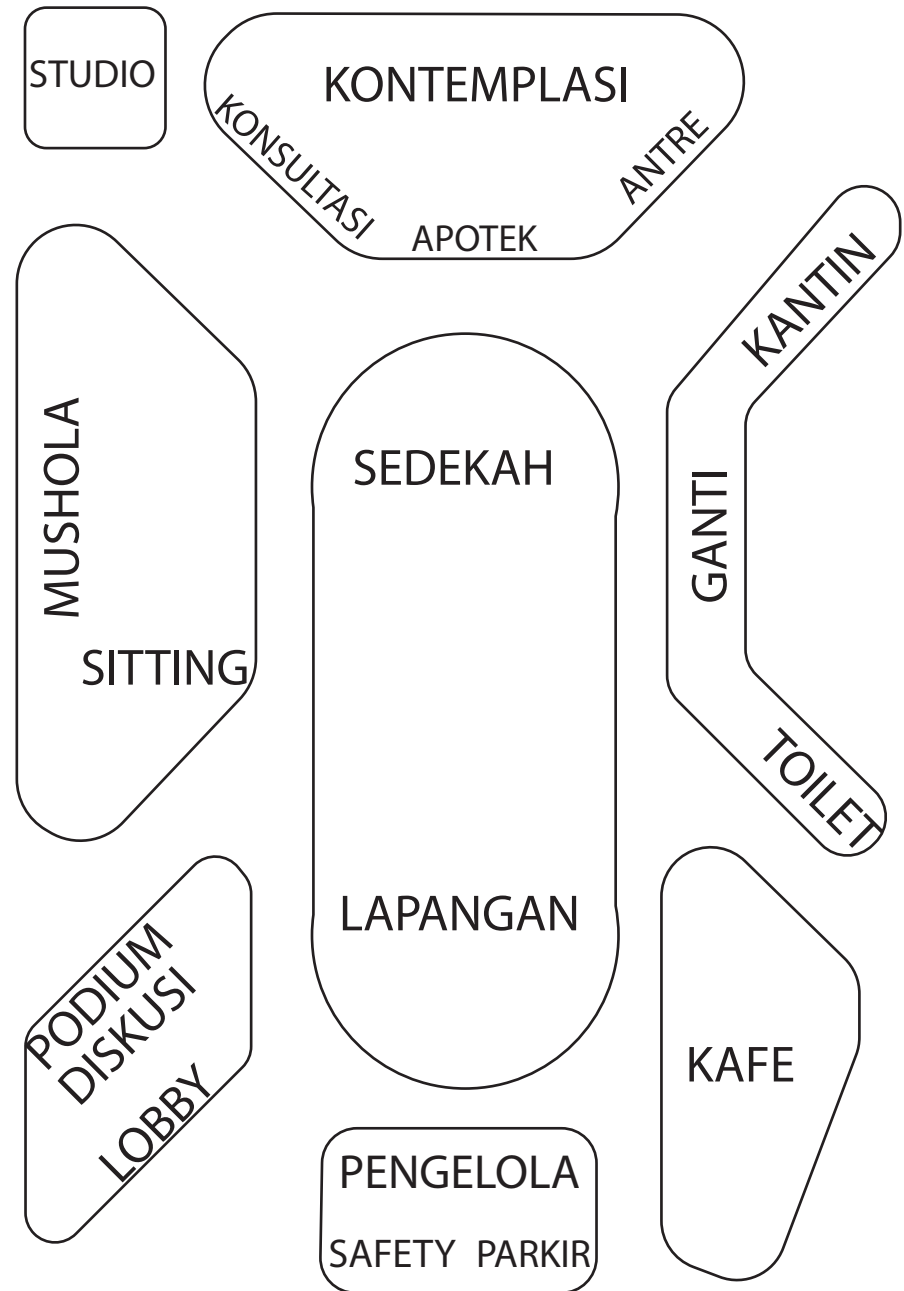 STUDIO
KONTEMPLASI
KONSULTASI
ANTRE
APOTEK
KANTIN
MUSHOLA
SEDEKAH
GANTI
SITTING
TOILET
LAPANGAN
PODIUM
DISKUSI
LOBBY
KAFE
PENGELOLA
SAFETY PARKIR